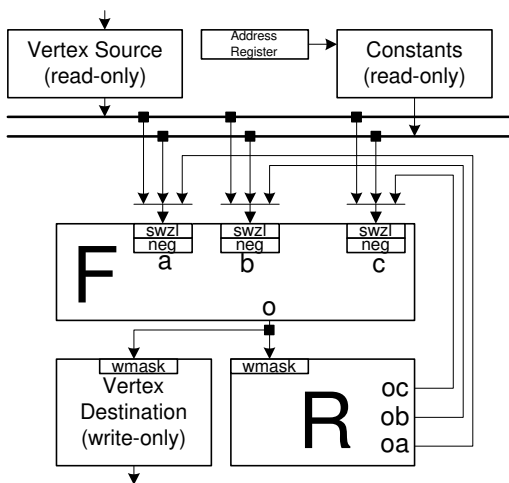 Vertex Source
(read-only)
Address
Register
Constants
(read-only)
swzl
neg
a
swzl
neg
b
swzl
neg
c
F
o
wmask
Vertex
Destination
(write-only)
wmask
R
oc
ob
oa